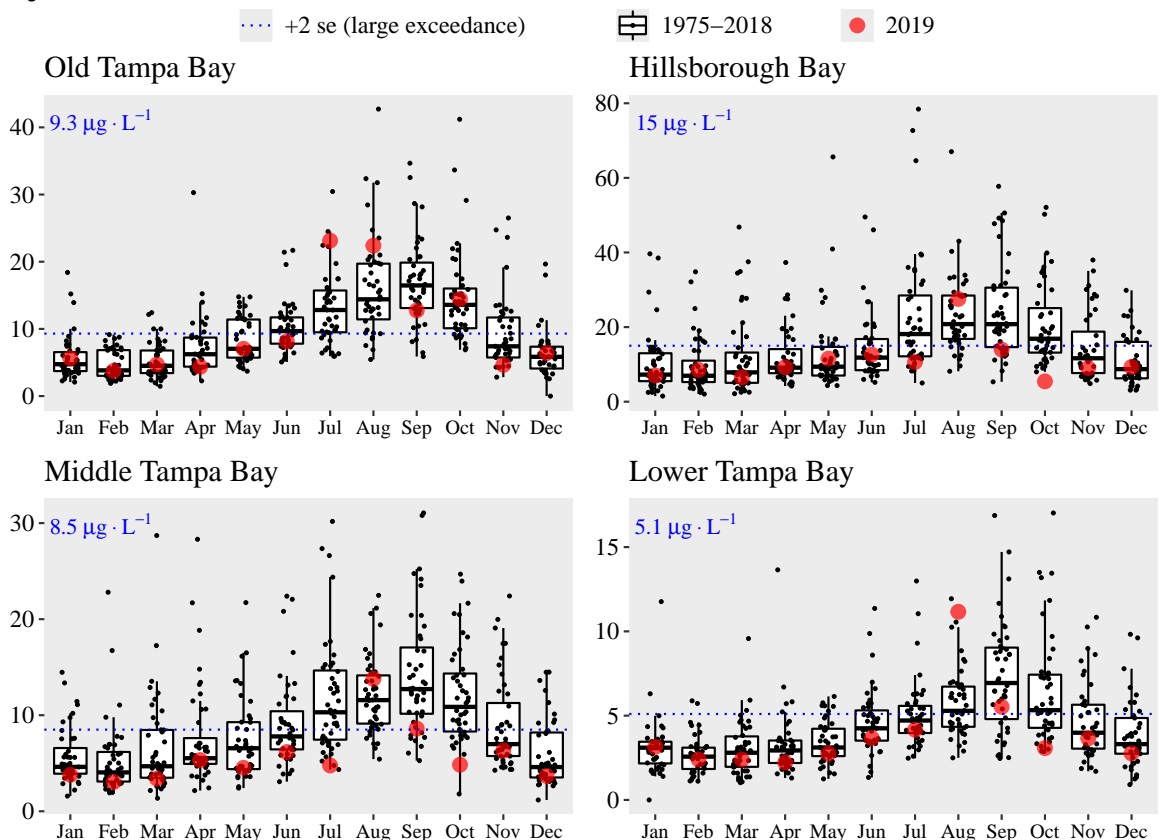 +2 se (large exceedance) 1975–2018 2019
Old Tampa Bay
9.3 μg · L⁻¹
40
30
20
10
0
Jan Feb Mar Apr May Jun Jul Aug Sep Oct Nov Dec
Hillsborough Bay
15 μg · L⁻¹
80
60
40
20
0
Jan Feb Mar Apr May Jun Jul Aug Sep Oct Nov Dec
Middle Tampa Bay
8.5 μg · L⁻¹
30
20
10
0
Jan Feb Mar Apr May Jun Jul Aug Sep Oct Nov Dec
Lower Tampa Bay
5.1 μg · L⁻¹
15
10
5
0
Jan Feb Mar Apr May Jun Jul Aug Sep Oct Nov Dec